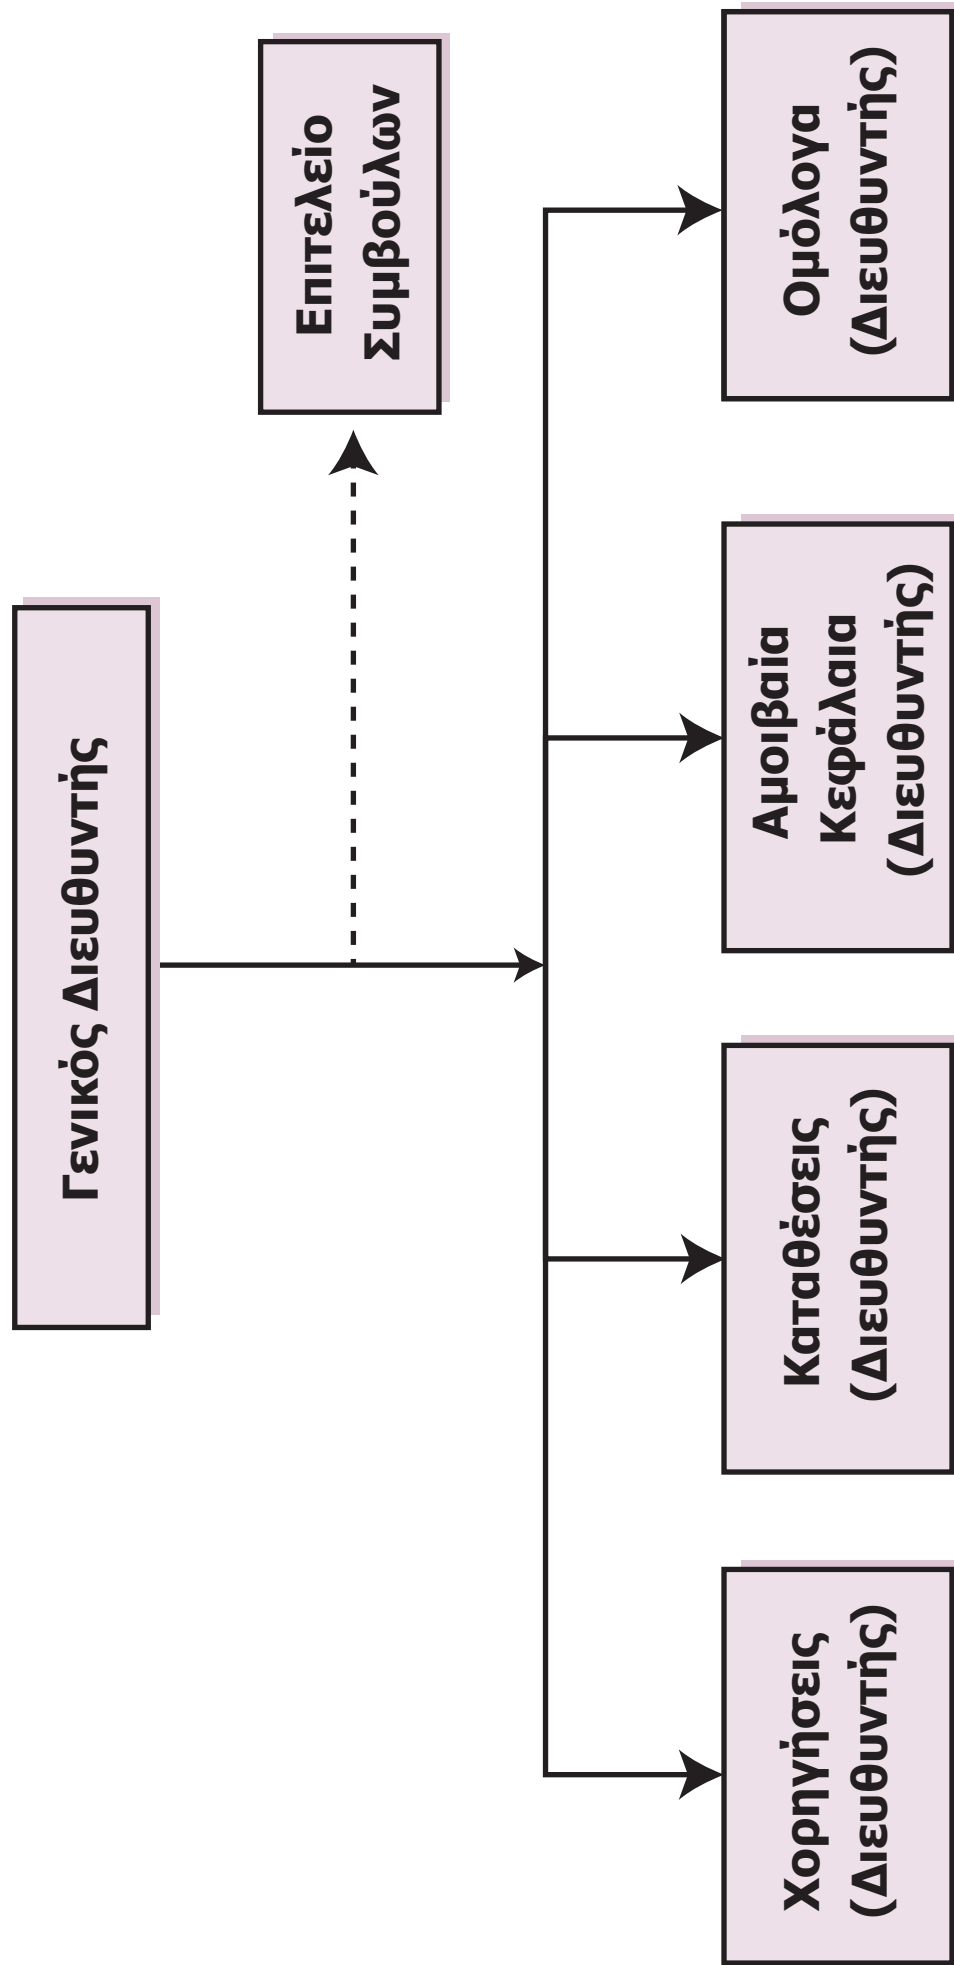 Γενικός Διευθυντής
Επιτελείο
Συμβούλων
Χορηγήσεις
(Διευθυντής)
Καταθέσεις
(Διευθυντής)
Αμοιβαία
Κεφάλαια
(Διευθυντής)
Ομόλογα
(Διευθυντής)